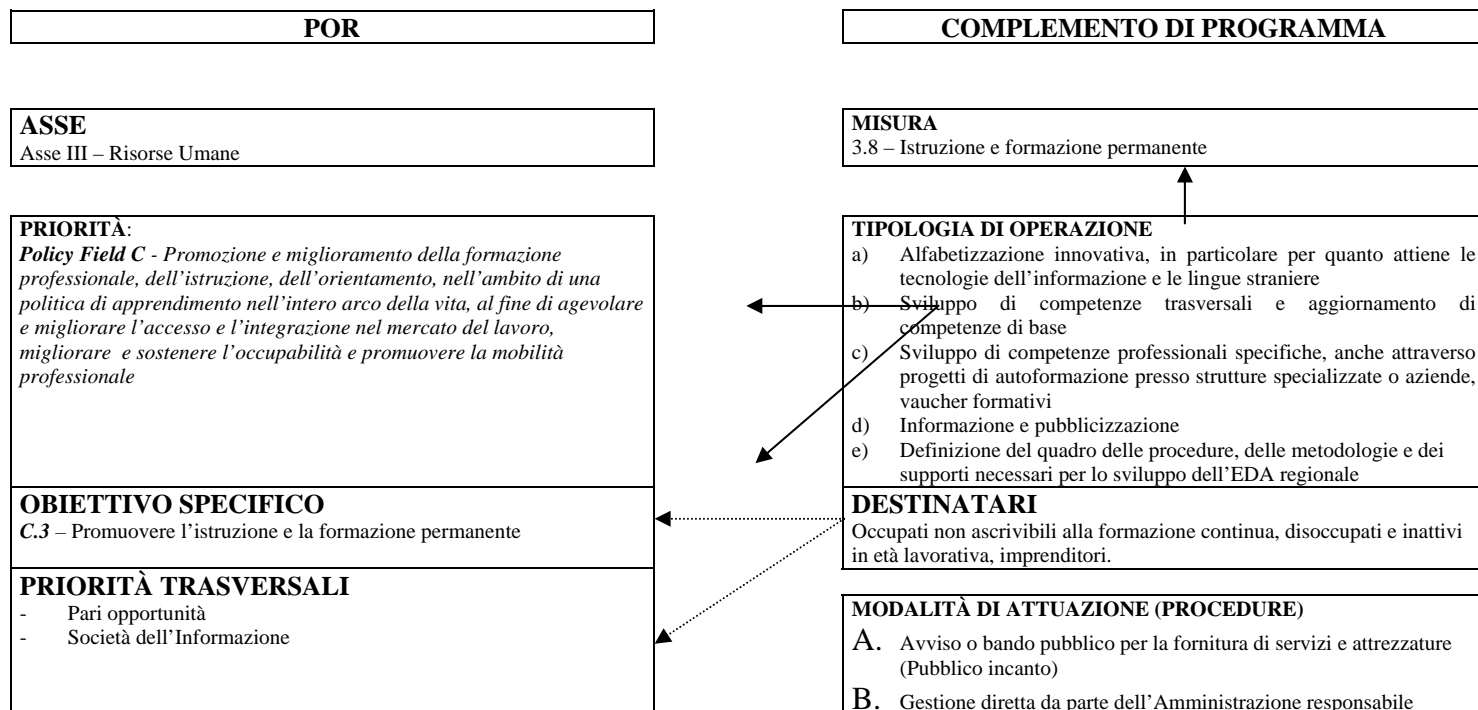 POR
ASSE
Asse III – Risorse Umane
PRIORITÀ:
Policy Field C - Promozione e miglioramento della formazione
professionale, dell’istruzione, dell’orientamento, nell’ambito di una
politica di apprendimento nell’intero arco della vita, al fine di agevolare
e migliorare l’accesso e l’integrazione nel mercato del lavoro,
migliorare e sostenere l’occupabilità e promuovere la mobilità
professionale
OBIETTIVO SPECIFICO
C.3 – Promuovere l’istruzione e la formazione permanente
PRIORITÀ TRASVERSALI
- Pari opportunità
- Società dell’Informazione
COMPLEMENTO DI PROGRAMMA
MISURA
3.8 – Istruzione e formazione permanente
TIPOLOGIA DI OPERAZIONE
a) Alfabetizzazione innovativa, in particolare per quanto attiene le
tecnologie dell’informazione e le lingue straniere
b) Sviluppo di competenze trasversali e aggiornamento di
competenze di base
c) Sviluppo di competenze professionali specifiche, anche attraverso
progetti di autoformazione presso strutture specializzate o aziende,
vaucher formativi
d) Informazione e pubblicizzazione
e) Definizione del quadro delle procedure, delle metodologie e dei
supporti necessari per lo sviluppo dell’EDA regionale
DESTINATARI
Occupati non ascrivibili alla formazione continua, disoccupati e inattivi
in età lavorativa, imprenditori.
MODALITÀ DI ATTUAZIONE (PROCEDURE)
A. Avviso o bando pubblico per la fornitura di servizi e attrezzature
(Pubblico incanto)
B. Gestione diretta da parte dell’Amministrazione responsabile